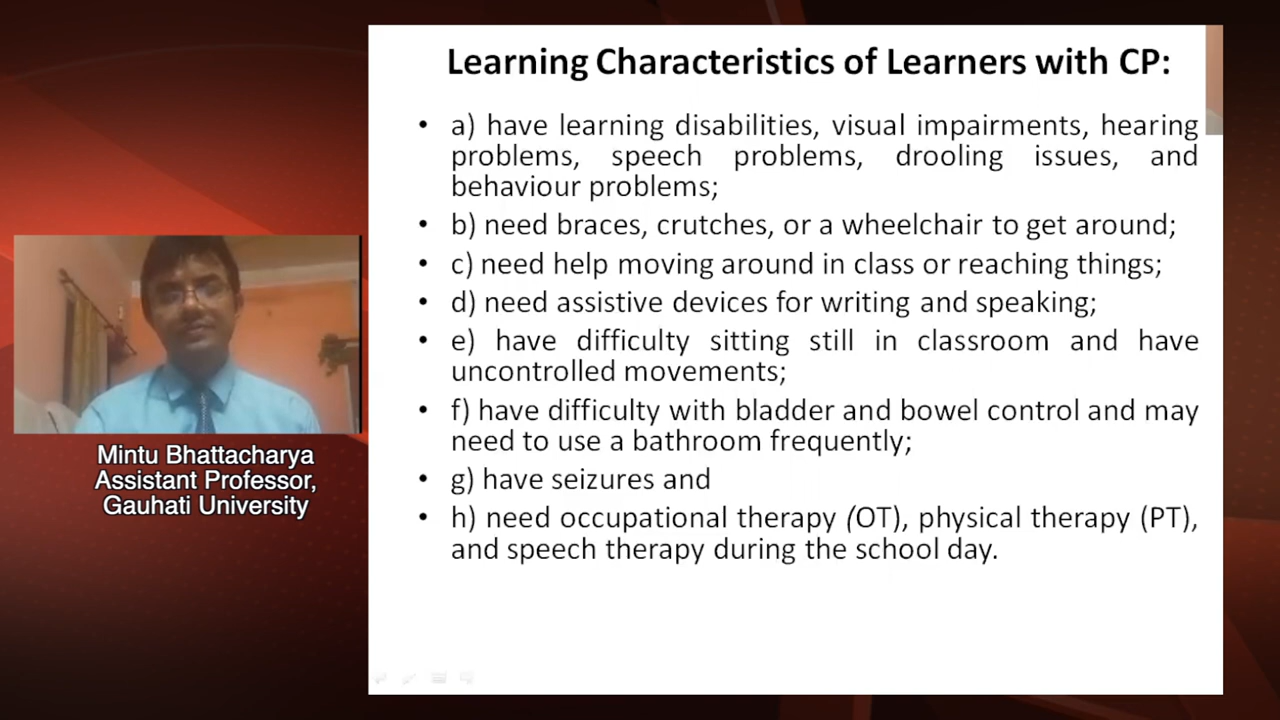 Learning Characteristics of Learners with CP:
• a) have learning disabilities, visual impairments, hearing
problems, speech problems, drooling issues, and
behaviour problems;
• b) need braces, crutches, or a wheelchair to get around;
• c) need help moving around in class or reaching things;
• d) need assistive devices for writing and speaking;
• e) have difficulty sitting still in classroom and have
uncontrolled movements;
• f) have difficulty with bladder and bowel control and may
need to use a bathroom frequently;
• g) have seizures and
• h) need occupational therapy (OT), physical therapy (PT),
and speech therapy during the school day.
Mintu Bhattacharya
Assistant Professor,
Gauhati University